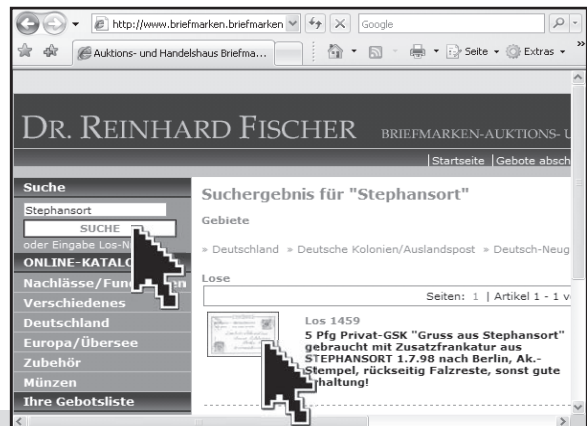 http://www.briefmarken.briefmarken
Google
Auktions- und Handelshaus Briefma...
Seite
Extras
»
DR. REINHARD FISCHER BRIEFMARKEN-AUKTIONS- U
|Startseite |Gebote absch
Suche
Stephansort
SUCHE
oder Eingabe Los-N
ONLINE-KATALO
Nachlässe/Fun en
Verschiedenes
Deutschland
Europa/Übersee
Zubehör
Münzen
Ihre Gebotsliste
Suchergebnis für "Stephansort"
Gebiete
» Deutschland » Deutsche Kolonien/Auslandspost » Deutsch-Neug
Lose
Seiten: 1 | Artikel 1 - 1 v
Los 1459
5 Pfg Privat-GSK "Gruss aus Stephansort"
gebraucht mit Zusatzfrankatur aus
STEPHANSORT 1.7.98 nach Berlin, Ak.-
Stempel, rückseitig Falzreste, sonst gute
rhaltung!